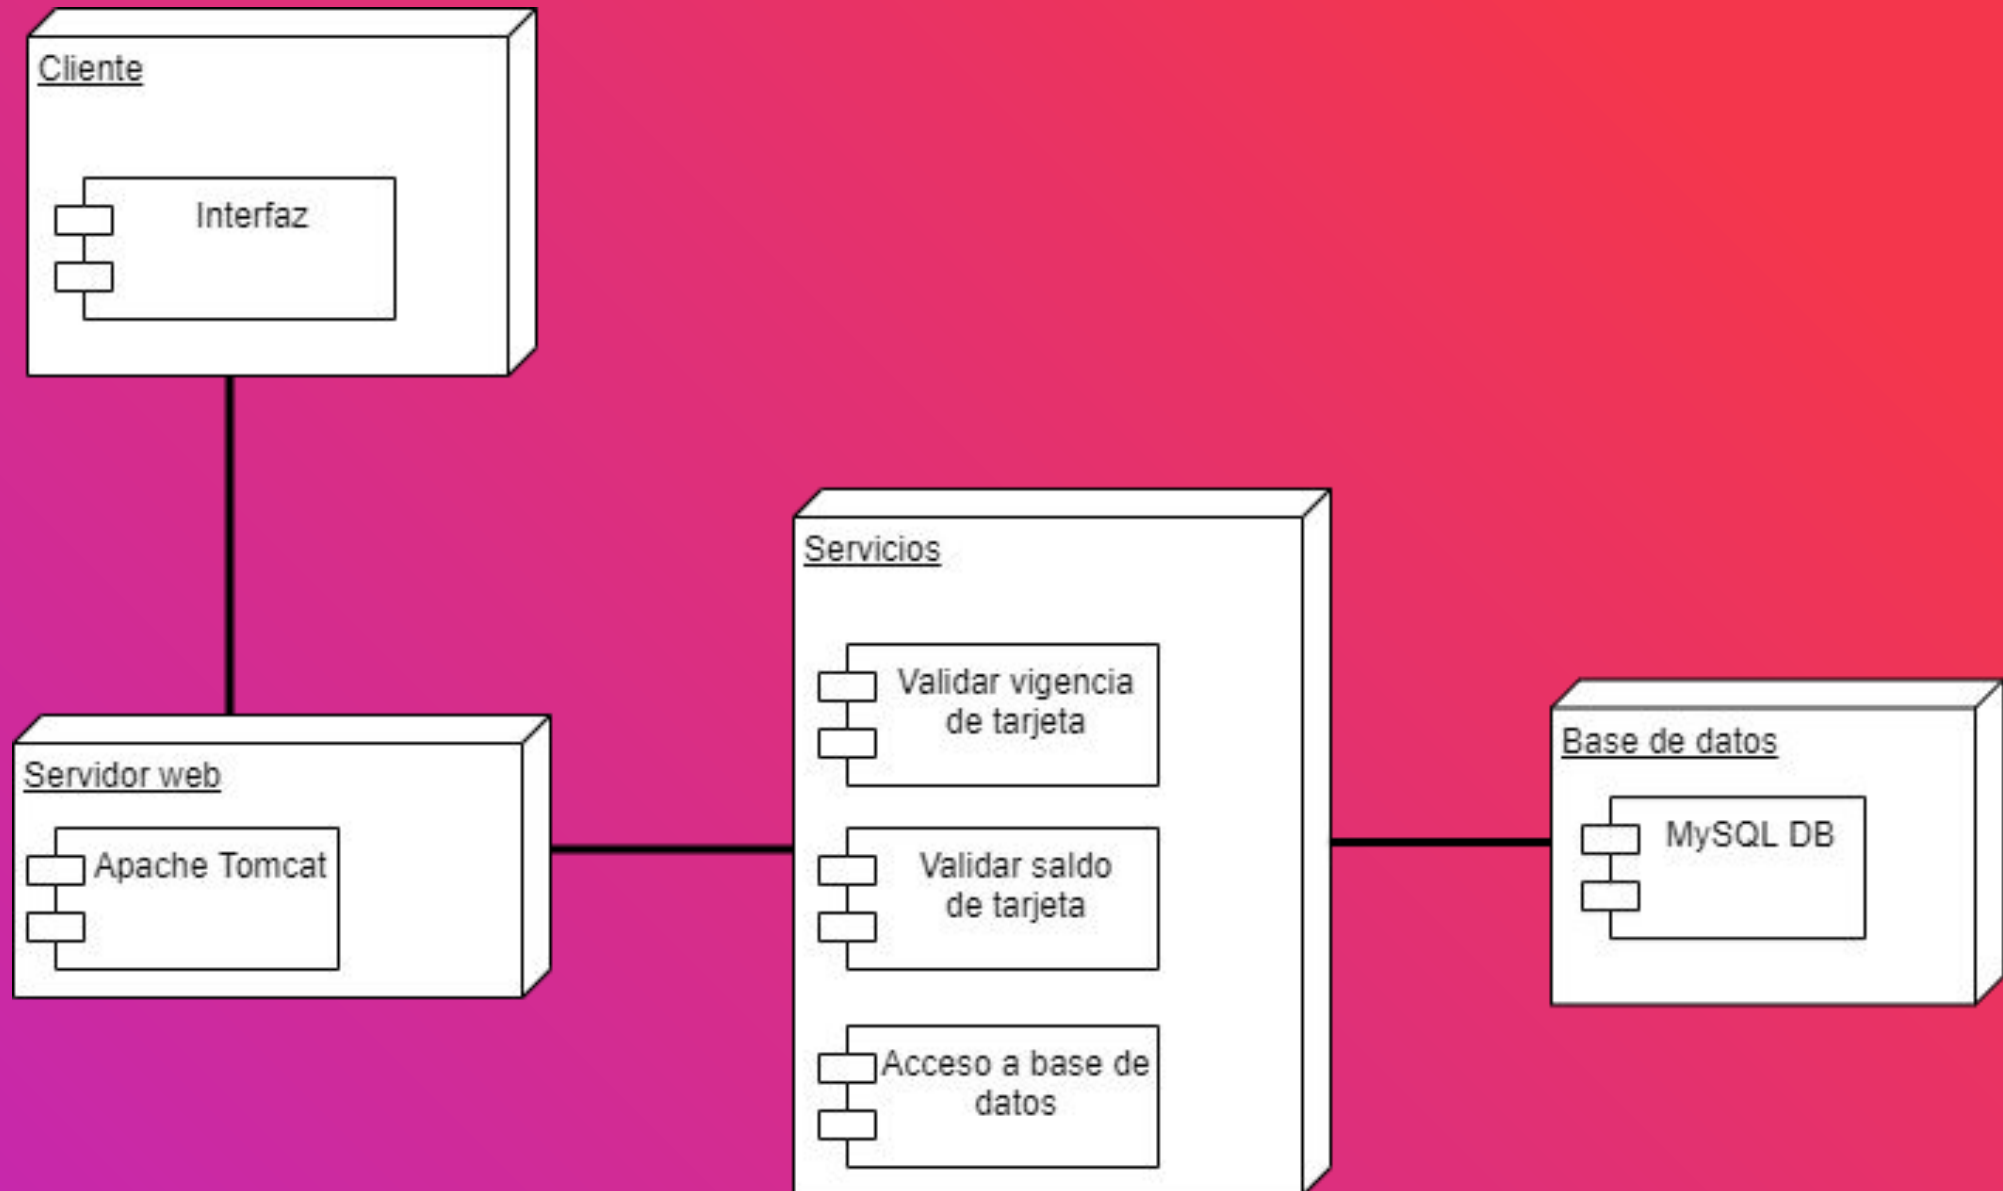 Cliente
Interfaz
Servidor web
Apache Tomcat
Servicios
Validar vigencia
de tarjeta
Validar saldo
de tarjeta
Acceso a base de
datos
Base de datos
MySQL DB